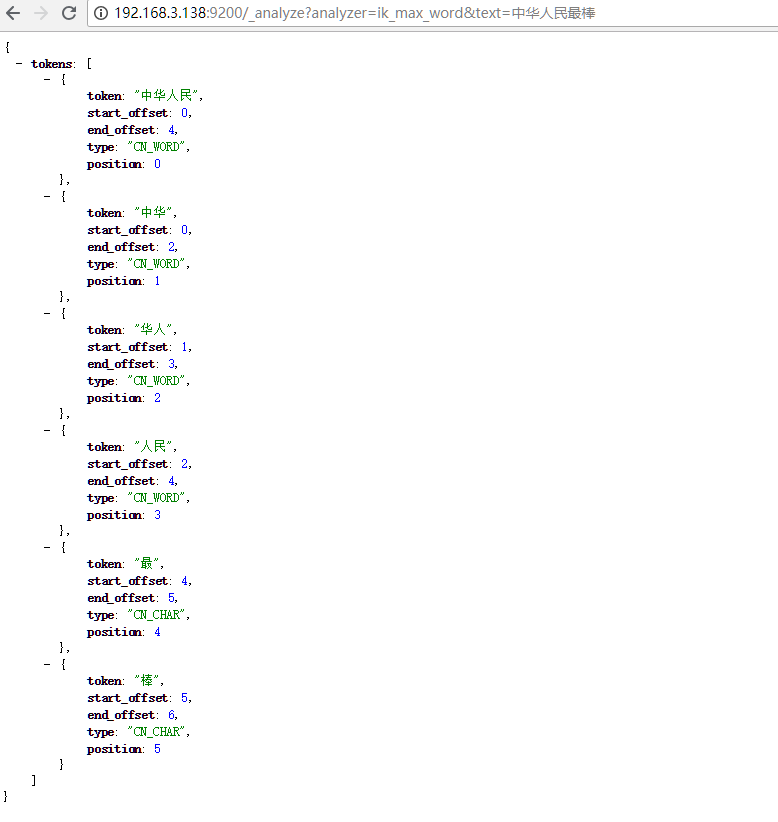 192.168.3.138:9200/_analyze?analyzer=ik_max_word&text=中华人民最棒
{
- tokens: [
- {
token: "中华人民",
start_offset: 0,
end_offset: 4,
type: "CN_WORD",
position: 0
},
- {
token: "中华",
start_offset: 0,
end_offset: 2,
type: "CN_WORD",
position: 1
},
- {
token: "华人",
start_offset: 1,
end_offset: 3,
type: "CN_WORD",
position: 2
},
- {
token: "人民",
start_offset: 2,
end_offset: 4,
type: "CN_WORD",
position: 3
},
- {
token: "最",
start_offset: 4,
end_offset: 5,
type: "CN_CHAR",
position: 4
},
- {
token: "棒",
start_offset: 5,
end_offset: 6,
type: "CN_CHAR",
position: 5
}
]
}